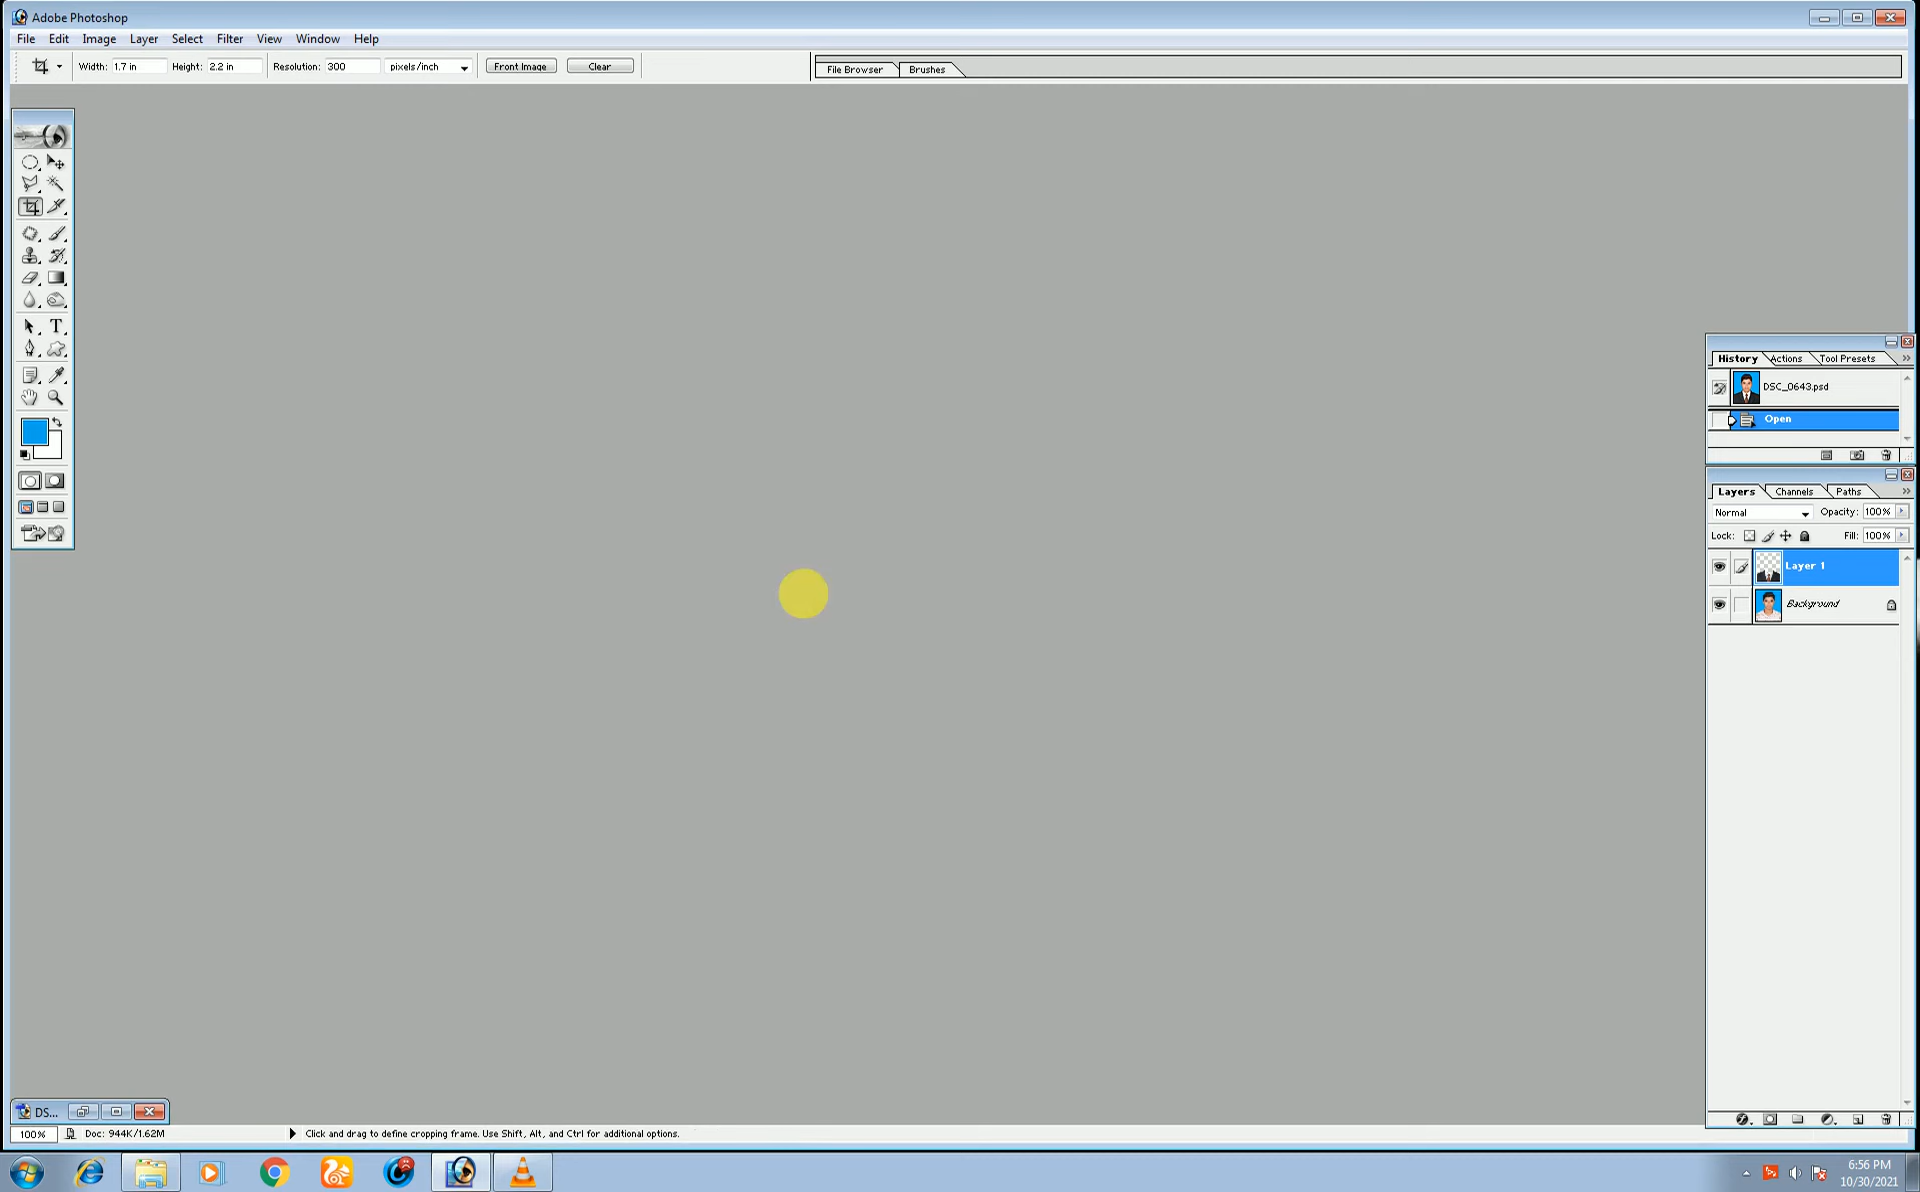 Adobe Photoshop
File Edit Image Layer Select Filter View Window Help
Width: 1.7 in Height: 2.2 in Resolution: 300 pixels/inch Front Image Clear File Browser Brushes
History Actions Tool Presets
DSC_0643.psd
Open
Layers Channels Paths
Normal Opacity: 100%
Lock: Fill: 100%
Layer 1
Background
T
DS...
100% Doc: 944K/1.62M Click and drag to define cropping frame. Use Shift, Alt, and Ctrl for additional options.
6:56 PM
10/30/2021